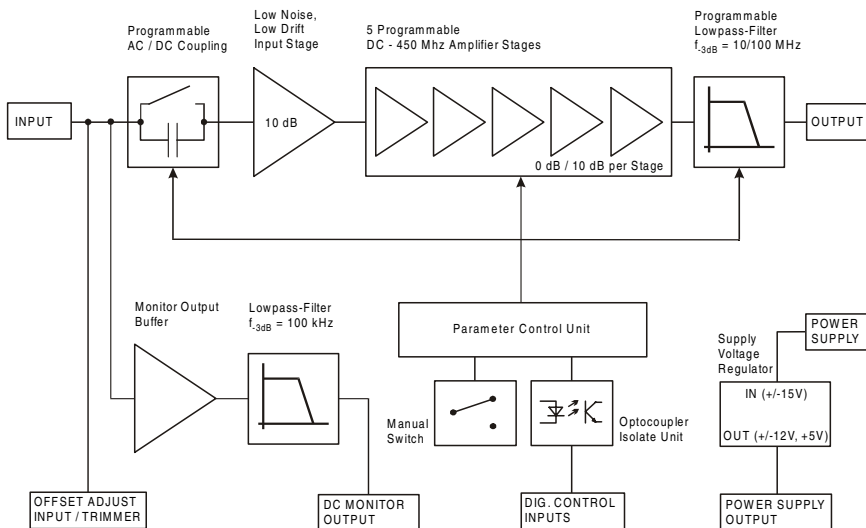 Programmable
AC / DC Coupling
Low Noise,
Low Drift
Input Stage
5 Programmable
DC - 450 Mhz Amplifier Stages
Programmable
Lowpass-Filter
f-3dB = 10/100 MHz
INPUT
10 dB
0 dB / 10 dB per Stage
OUTPUT
Monitor Output
Buffer
Lowpass-Filter
f-3dB = 100 kHz
Parameter Control Unit
Manual
Switch
Optocoupler
Isolate Unit
Supply
Voltage
Regulator
POWER
SUPPLY
IN (+/-15V)
OUT (+/-12V, +5V)
OFFSET ADJUST
INPUT / TRIMMER
DC MONITOR
OUTPUT
DIG. CONTROL
INPUTS
POWER SUPPLY
OUTPUT